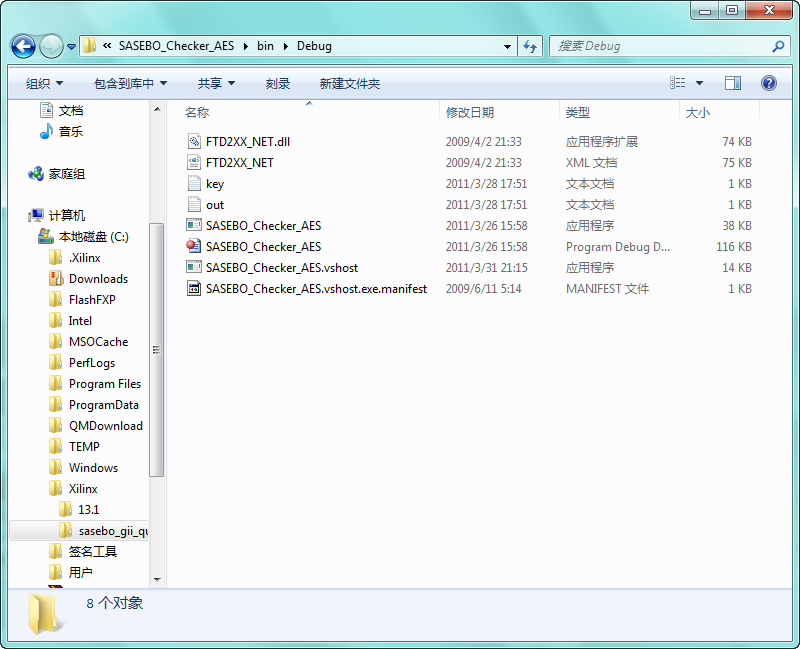 « SASEBO_Checker_AES ▸ bin ▸ Debug 搜索 Debug
组织 包含到库中 共享 刻录 新建文件夹
文档
音乐
家庭组
计算机
本地磁盘 (C:)
.Xilinx
Downloads
FlashFXP
Intel
MSOCache
PerfLogs
Program Files
ProgramData
QMDownload
TEMP
Windows
Xilinx
13.1
sasebo_gii_qu
签名工具
用户
名称 修改日期 类型 大小
FTD2XX_NET.dll 2009/4/2 21:33 应用程序扩展 74 KB
FTD2XX_NET 2009/4/2 21:33 XML 文档 75 KB
key 2011/3/28 17:51 文本文档 1 KB
out 2011/3/28 17:51 文本文档 1 KB
SASEBO_Checker_AES 2011/3/26 15:58 应用程序 38 KB
SASEBO_Checker_AES 2011/3/26 15:58 Program Debug D... 116 KB
SASEBO_Checker_AES.vshost 2011/3/31 21:15 应用程序 14 KB
SASEBO_Checker_AES.vshost.exe.manifest 2009/6/11 5:14 MANIFEST 文件 1 KB
8 个对象